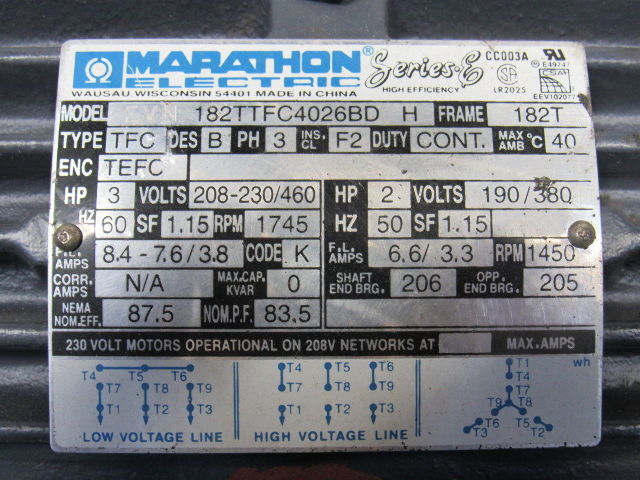 MARATHON® Series-E CC003A
ELECTRIC HIGH EFFICIENCY LR2025 E49747
WAUSAU, WISCONSIN 54401 MADE IN CHINA EEV102077
MODEL 182TTFC4026BD H FRAME 182T
TYPE TFC DES B PH 3 INS. CL F2 DUTY CONT. MAX AMB °C 40
ENC TEFC
HP 3 VOLTS 208-230/460 HP 2 VOLTS 190/380
HZ 60 SF 1.15 RPM 1745 HZ 50 SF 1.15
F.L. AMPS 8.4-7.6/3.8 CODE K F.L. AMPS 6.6/3.3 RPM 1450
CORR. AMPS N/A MAX.CAP. KVAR 0 SHAFT END BRG. 206 OPP. END BRG. 205
NEMA NOM.EFF. 87.5 NOM.P.F. 83.5
230 VOLT MOTORS OPERATIONAL ON 208V NETWORKS AT MAX.AMPS
T4 T5 T6 T4 T5 T6 T1 wh
T7 T8 T9 T7 T8 T9 T4 T7
T1 T2 T3 T1 T2 T3 T9 T8
T6 T5
T3 T2
LOW VOLTAGE LINE HIGH VOLTAGE LINE